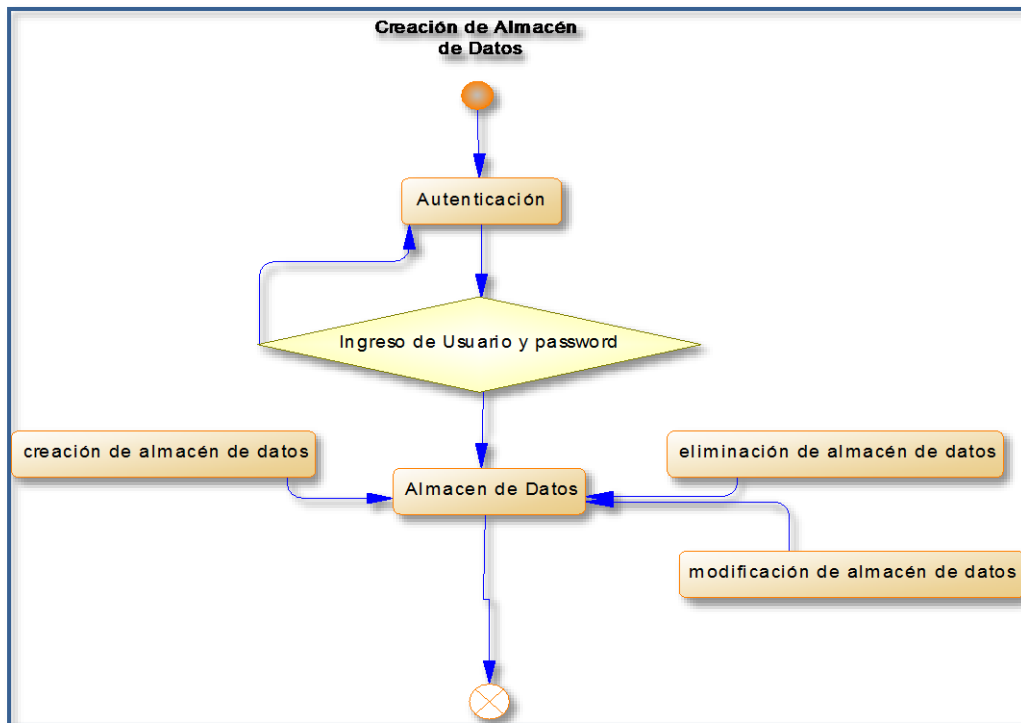 Creación de Almacén
de Datos
Autenticación
Ingreso de Usuario y password
creación de almacén de datos
eliminación de almacén de datos
Almacen de Datos
modificación de almacén de datos